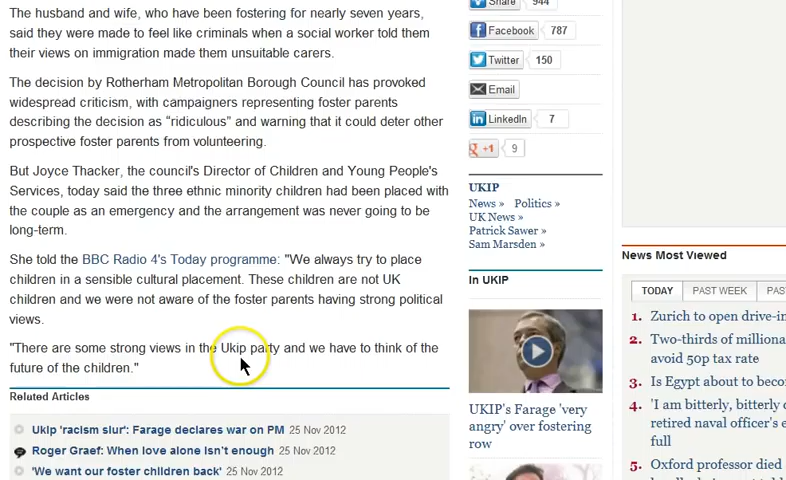 The husband and wife, who have been fostering for nearly seven years,
said they were made to feel like criminals when a social worker told them
their views on immigration made them unsuitable carers.
The decision by Rotherham Metropolitan Borough Council has provoked
widespread criticism, with campaigners representing foster parents
describing the decision as “ridiculous” and warning that it could deter other
prospective foster parents from volunteering.
But Joyce Thacker, the council's Director of Children and Young People's
Services, today said the three ethnic minority children had been placed with
the couple as an emergency and the arrangement was never going to be
long-term.
She told the BBC Radio 4's Today programme: "We always try to place
children in a sensible cultural placement. These children are not UK
children and we were not aware of the foster parents having strong political
views.
"There are some strong views in the Ukip party and we have to think of the
future of the children."
Related Articles
Ukip 'racism slur': Farage declares war on PM 25 Nov 2012
Roger Graef: When love alone isn't enough 25 Nov 2012
'We want our foster children back' 25 Nov 2012
Share 944
Facebook 787
Twitter 150
Email
LinkedIn 7
+1 9
UKIP
News » Politics »
UK News »
Patrick Sawer »
Sam Marsden »
In UKIP
UKIP's Farage 'very
angry' over fostering
row
News Most Viewed
TODAY PAST WEEK PAS
1. Zurich to open drive-in
2. Two-thirds of millions
avoid 50p tax rate
3. Is Egypt about to beco
4. 'I am bitterly, bitterly
retired naval officer's e
full
5. Oxford professor died